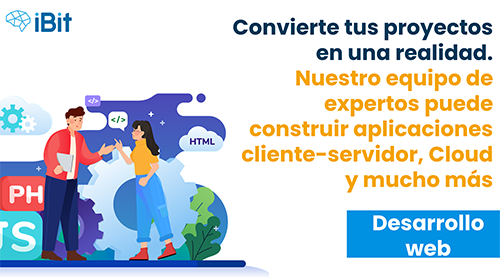 iBit
Convierte tus proyectos
en una realidad.
Nuestro equipo de
expertos puede
construir aplicaciones
cliente-servidor, Cloud
y mucho más
</>
</>
HTML
PH
TS
Desarrollo
web